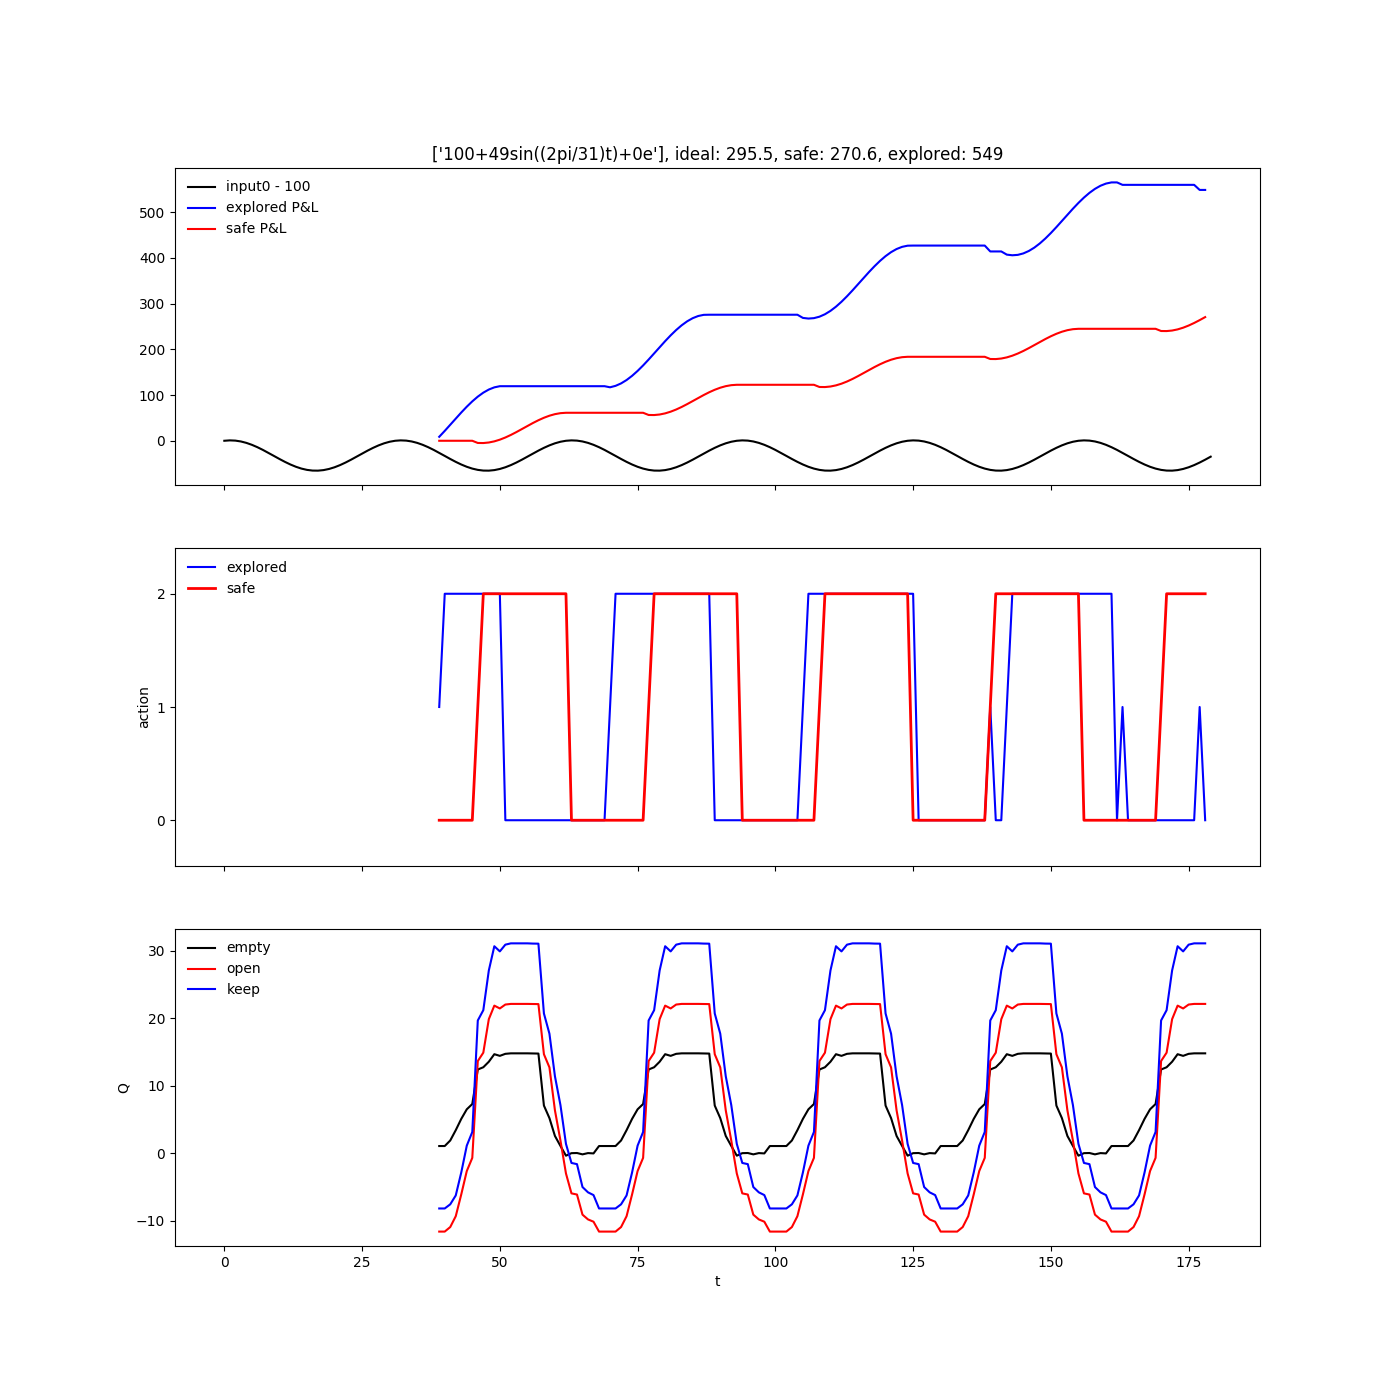 ['100+49sin((2pi/31)t)+0e'], ideal: 295.5, safe: 270.6, explored: 549
input0 - 100
explored P&L
safe P&L
500
400
300
200
100
0
explored
safe
2
1
0
action
empty
open
keep
30
20
10
0
−10
Q
0 25 50 75 100 125 150 175
t